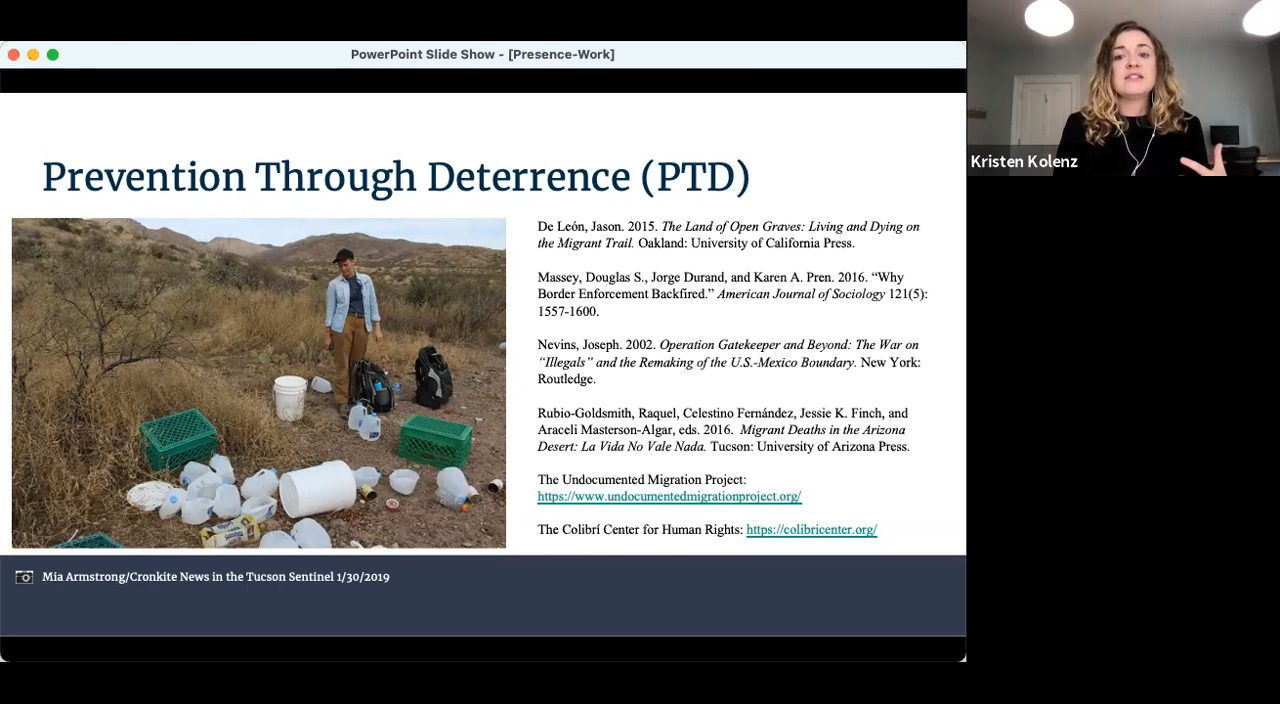 PowerPoint Slide Show - [Presence-Work]
Kristen Kolenz
Prevention Through Deterrence (PTD)
De León, Jason. 2015. The Land of Open Graves: Living and Dying on
the Migrant Trail. Oakland: University of California Press.
Massey, Douglas S., Jorge Durand, and Karen A. Pren. 2016. “Why
Border Enforcement Backfired.” American Journal of Sociology 121(5):
1557-1600.
Nevins, Joseph. 2002. Operation Gatekeeper and Beyond: The War on
“Illegals” and the Remaking of the U.S.-Mexico Boundary. New York:
Routledge.
Rubio-Goldsmith, Raquel, Celestino Fernández, Jessie K. Finch, and
Araceli Masterson-Algar, eds. 2016. Migrant Deaths in the Arizona
Desert: La Vida No Vale Nada. Tucson: University of Arizona Press.
The Undocumented Migration Project:
https://www.undocumentedmigrationproject.org/
The Colibrí Center for Human Rights: https://colibricenter.org/
Mia Armstrong/Cronkite News in the Tucson Sentinel 1/30/2019